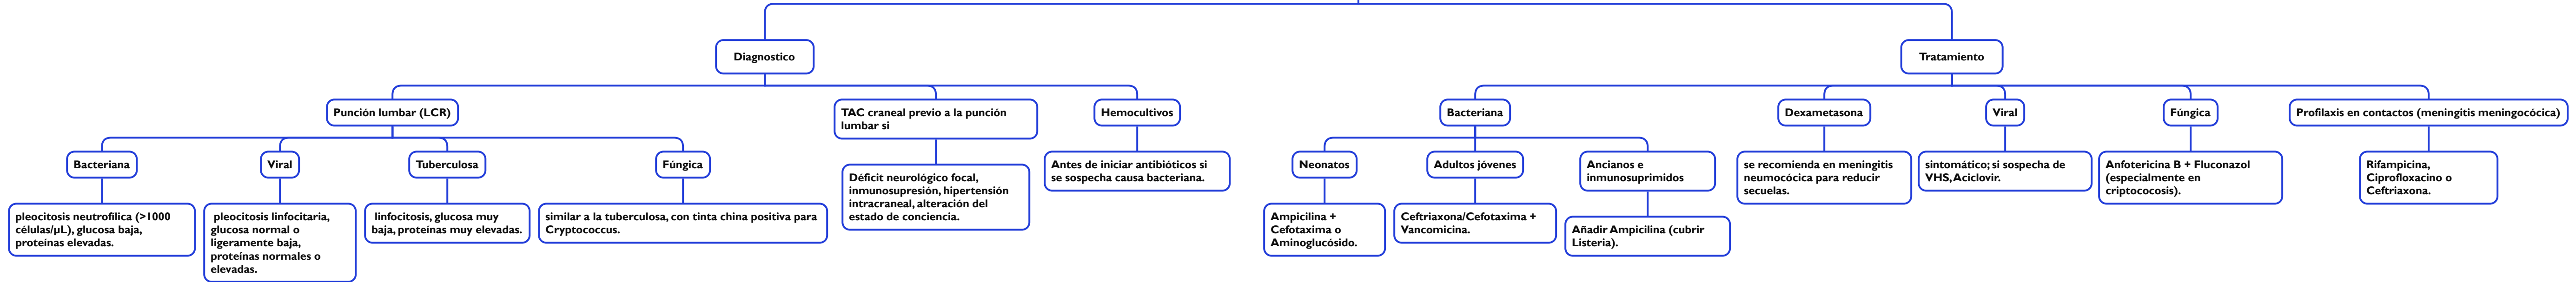 Diagnostico
Tratamiento
Punción lumbar (LCR)
TAC craneal previo a la punción
lumbar si
Hemocultivos
Bacteriana
Dexametasona
Viral
Fúngica
Profilaxis en contactos (meningitis meningocócica)
Bacteriana
Viral
Tuberculosa
Fúngica
Déficit neurológico focal,
inmunosupresión, hipertensión
intracraneal, alteración del
estado de conciencia.
Antes de iniciar antibióticos si
se sospecha causa bacteriana.
Neonatos
Adultos jóvenes
Ancianos e
inmunosuprimidos
se recomienda en meningitis
neumocócica para reducir
secuelas.
sintomático; si sospecha de
VHS, Aciclovir.
Anfotericina B + Fluconazol
(especialmente en
criptococosis).
Rifampicina,
Ciprofloxacino o
Ceftriaxona.
pleocitosis neutrofílica (>1000
células/µL), glucosa baja,
proteínas elevadas.
pleocitosis linfocitaria,
glucosa normal o
ligeramente baja,
proteínas normales o
elevadas.
linfocitosis, glucosa muy
baja, proteínas muy elevadas.
similar a la tuberculosa, con tinta china positiva para
Cryptococcus.
Ampicilina +
Cefotaxima o
Aminoglucósido.
Ceftriaxona/Cefotaxima +
Vancomicina.
Añadir Ampicilina (cubrir
Listeria).